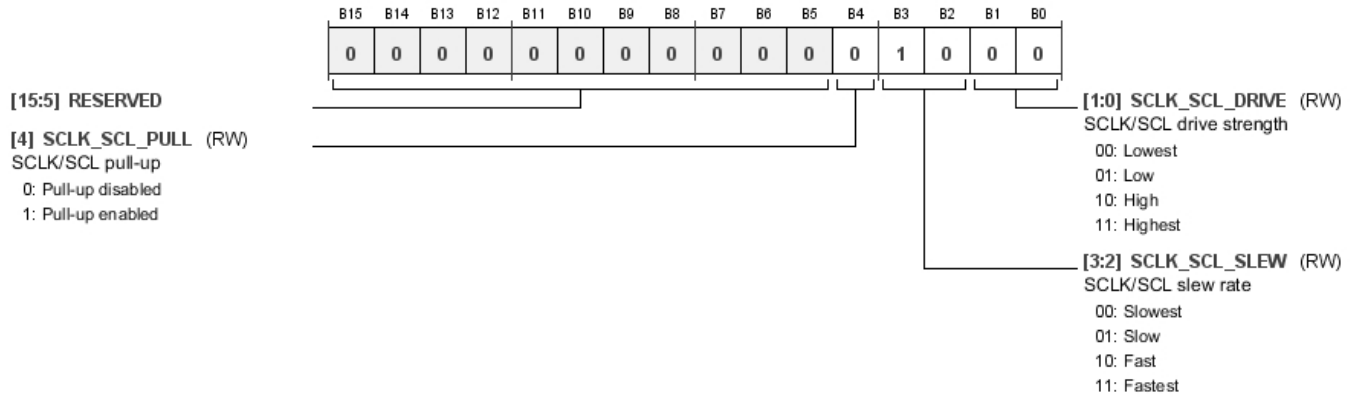 B15 B14 B13 B12 B11 B10 B9 B8 B7 B6 B5 B4 B3 B2 B1 B0
0 0 0 0 0 0 0 0 0 0 0 0 1 0 0 0
[15:5] RESERVED
[4] SCLK_SCL_PULL (RW)
SCLK/SCL pull-up
0: Pull-up disabled
1: Pull-up enabled
[1:0] SCLK_SCL_DRIVE (RW)
SCLK/SCL drive strength
00: Lowest
01: Low
10: High
11: Highest
[3:2] SCLK_SCL_SLEW (RW)
SCLK/SCL slew rate
00: Slowest
01: Slow
10: Fast
11: Fastest